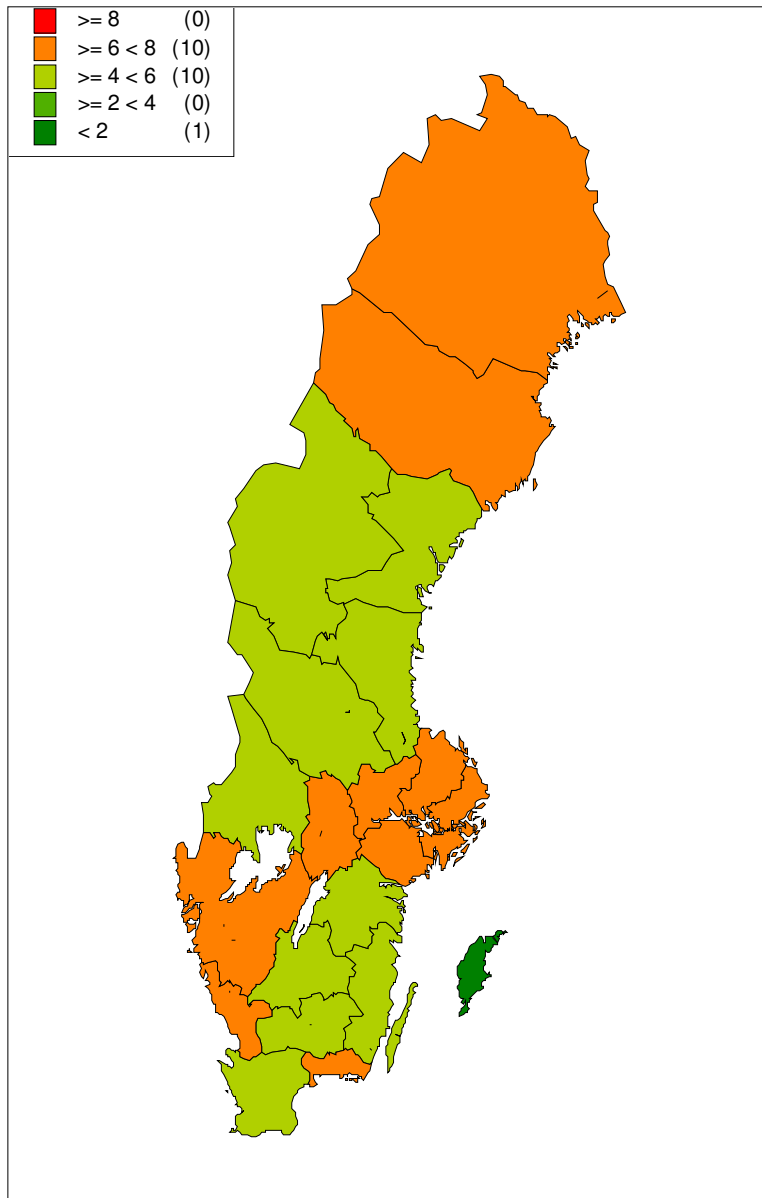 >= 8 (0)
>= 6 < 8 (10)
>= 4 < 6 (10)
>= 2 < 4 (0)
< 2 (1)